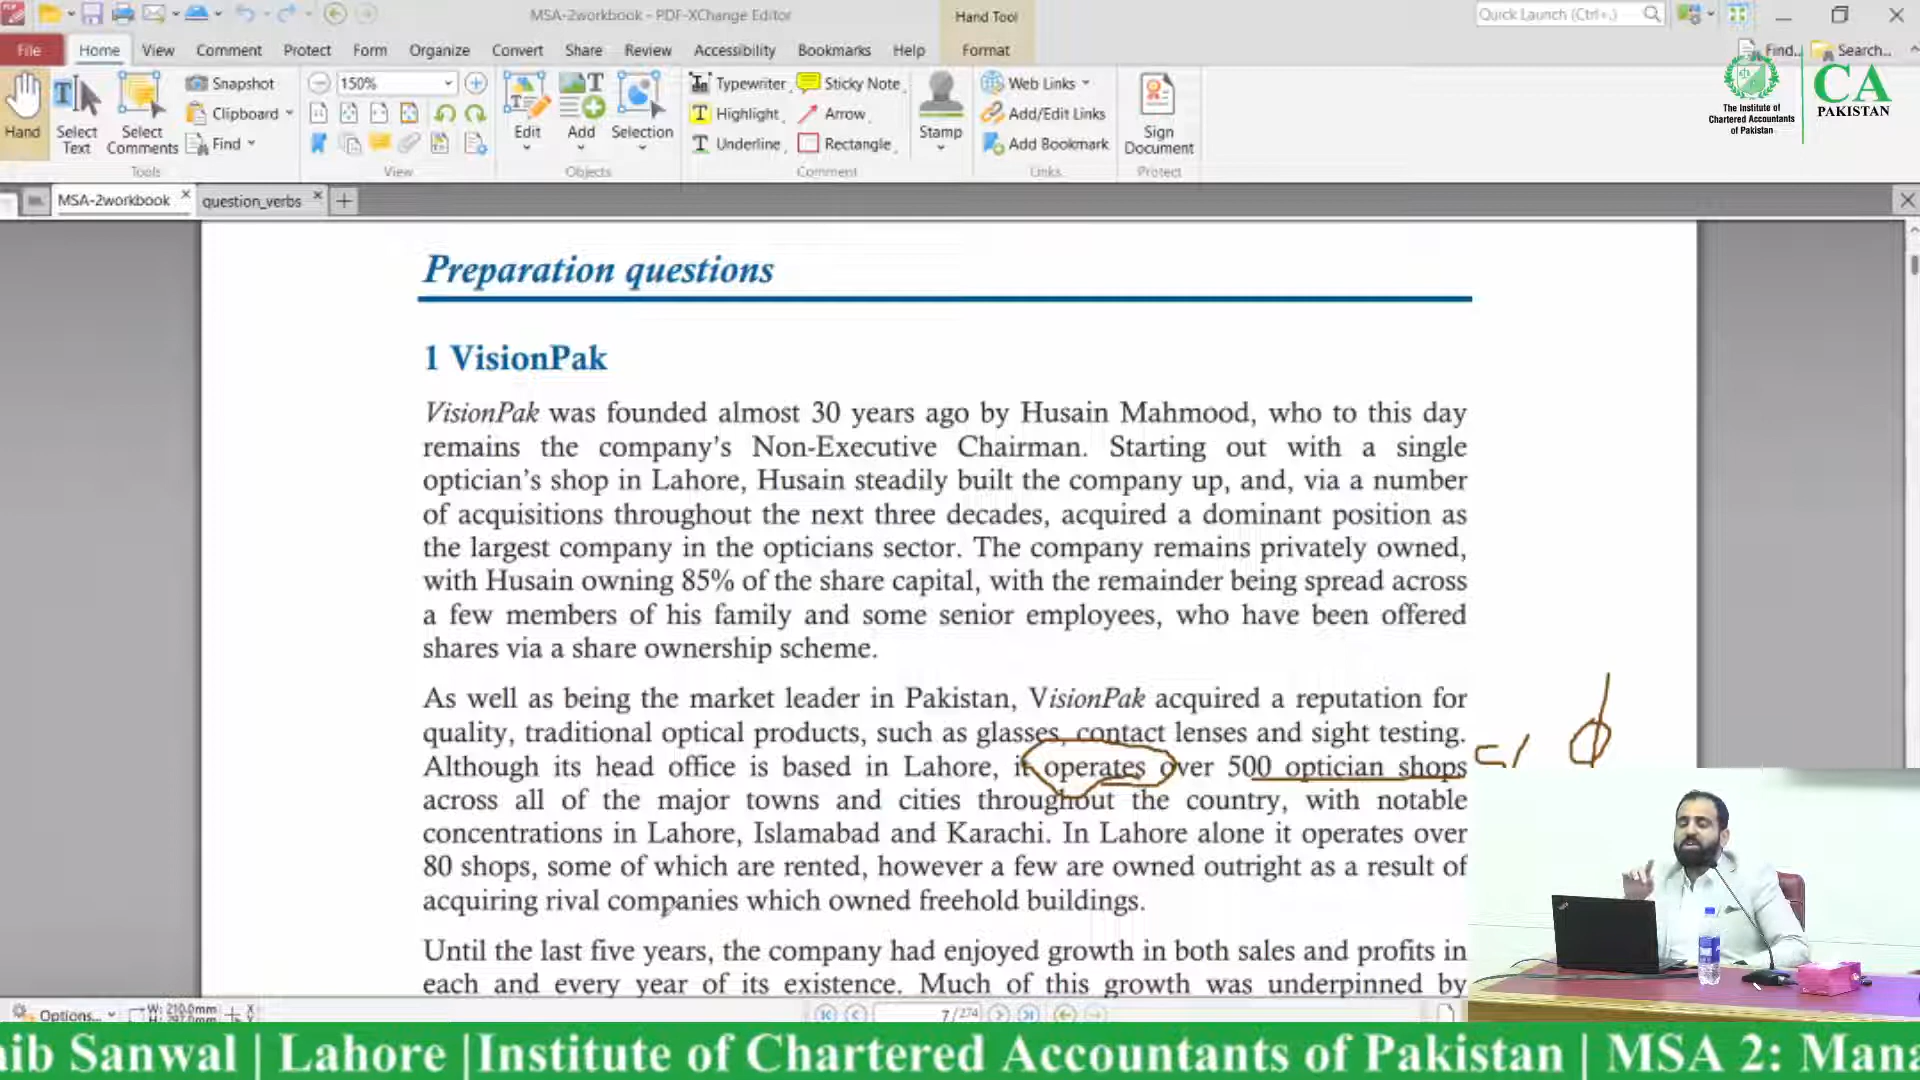 MSA-2workbook - PDF-XChange Editor
Hand Tool
Quick Launch (Ctrl+.)
File
Home
View
Comment
Protect
Form
Organize
Convert
Share
Review
Accessibility
Bookmarks
Help
Format
Find...
Search...
Hand
Select Text
Select Comments
Snapshot
Clipboard
Find
Tools
150%
View
Edit
Add
Selection
Objects
Typewriter
Sticky Note
Highlight
Arrow
Underline
Rectangle
Stamp
Comment
Web Links
Add/Edit Links
Add Bookmark
Links
Sign Document
Protect
The Institute of
Chartered Accountants
of Pakistan
CA
PAKISTAN
MSA-2workbook
question_verbs
Preparation questions
1 VisionPak
VisionPak was founded almost 30 years ago by Husain Mahmood, who to this day
remains the company's Non-Executive Chairman. Starting out with a single
optician's shop in Lahore, Husain steadily built the company up, and, via a number
of acquisitions throughout the next three decades, acquired a dominant position as
the largest company in the opticians sector. The company remains privately owned,
with Husain owning 85% of the share capital, with the remainder being spread across
a few members of his family and some senior employees, who have been offered
shares via a share ownership scheme.
As well as being the market leader in Pakistan, VisionPak acquired a reputation for
quality, traditional optical products, such as glasses, contact lenses and sight testing.
Although its head office is based in Lahore, it operates over 500 optician shops
across all of the major towns and cities throughout the country, with notable
concentrations in Lahore, Islamabad and Karachi. In Lahore alone it operates over
80 shops, some of which are rented, however a few are owned outright as a result of
acquiring rival companies which owned freehold buildings.
Until the last five years, the company had enjoyed growth in both sales and profits in
each and every year of its existence. Much of this growth was underpinned by
Options...
W: 210.0mm
7 / 274
aib Sanwal | Lahore |Institute of Chartered Accountants of Pakistan | MSA 2: Mana